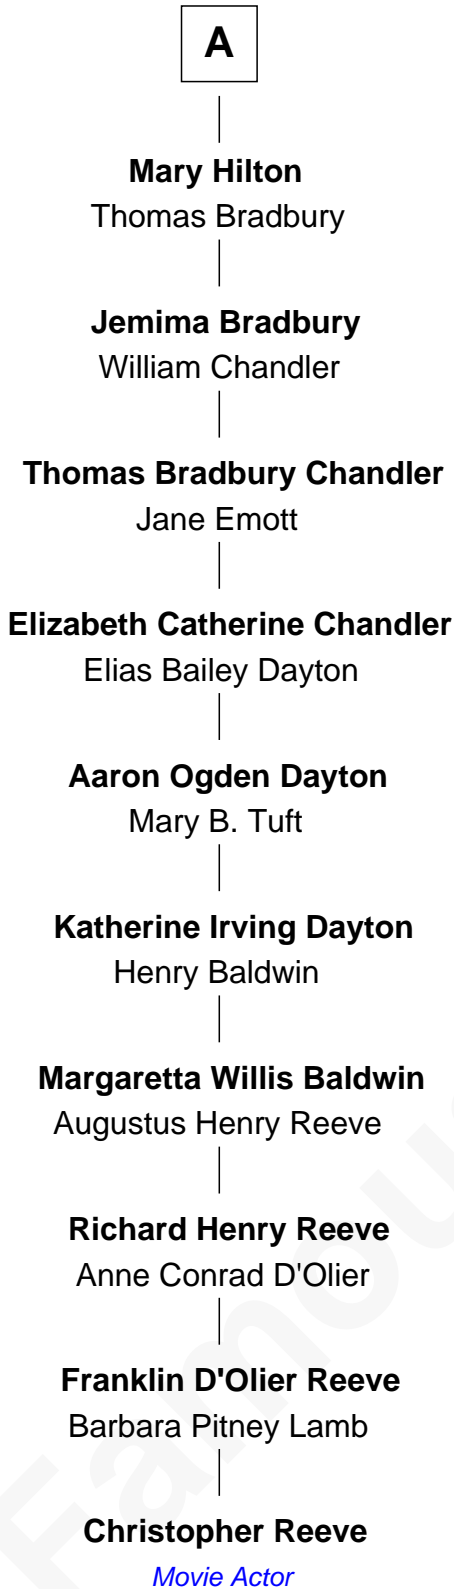 A
Mary Hilton
Thomas Bradbury
Jemima Bradbury
William Chandler
Thomas Bradbury Chandler
Jane Emott
Elizabeth Catherine Chandler
Elias Bailey Dayton
Aaron Ogden Dayton
Mary B. Tuft
Katherine Irving Dayton
Henry Baldwin
Margaretta Willis Baldwin
Augustus Henry Reeve
Richard Henry Reeve
Anne Conrad D'Olier
Franklin D'Olier Reeve
Barbara Pitney Lamb
Christopher Reeve
Movie Actor